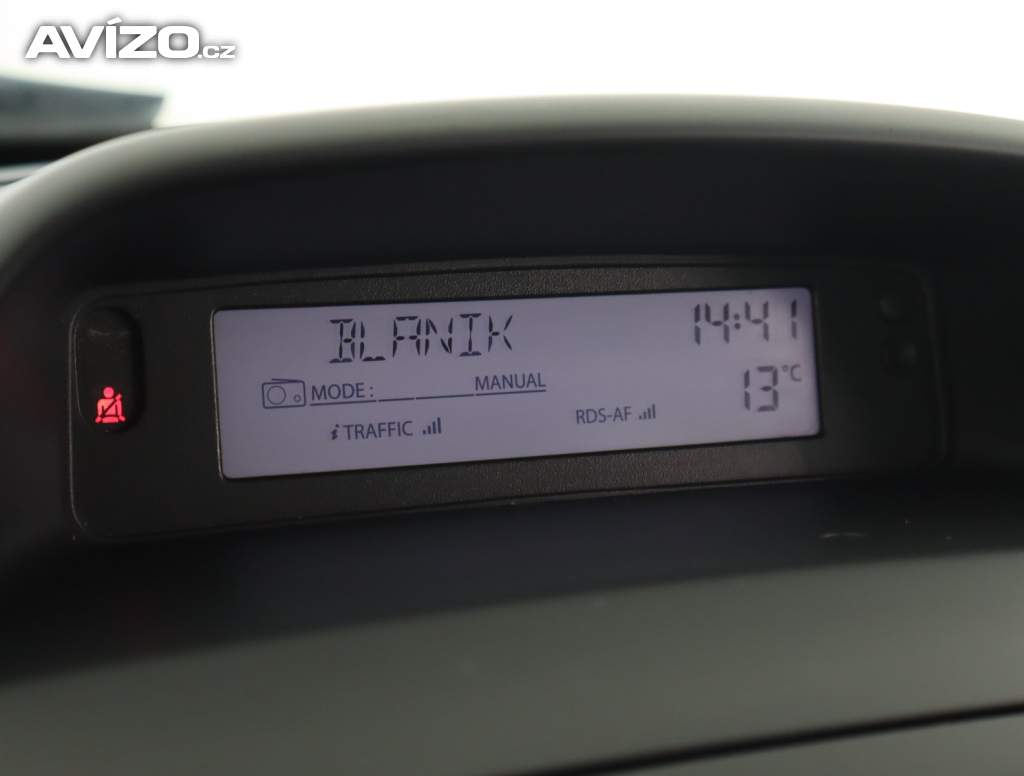 AVÍZO.cz
BLANIK 14:41
MODE: MANUAL 13 °C
i TRAFFIC RDS-AF